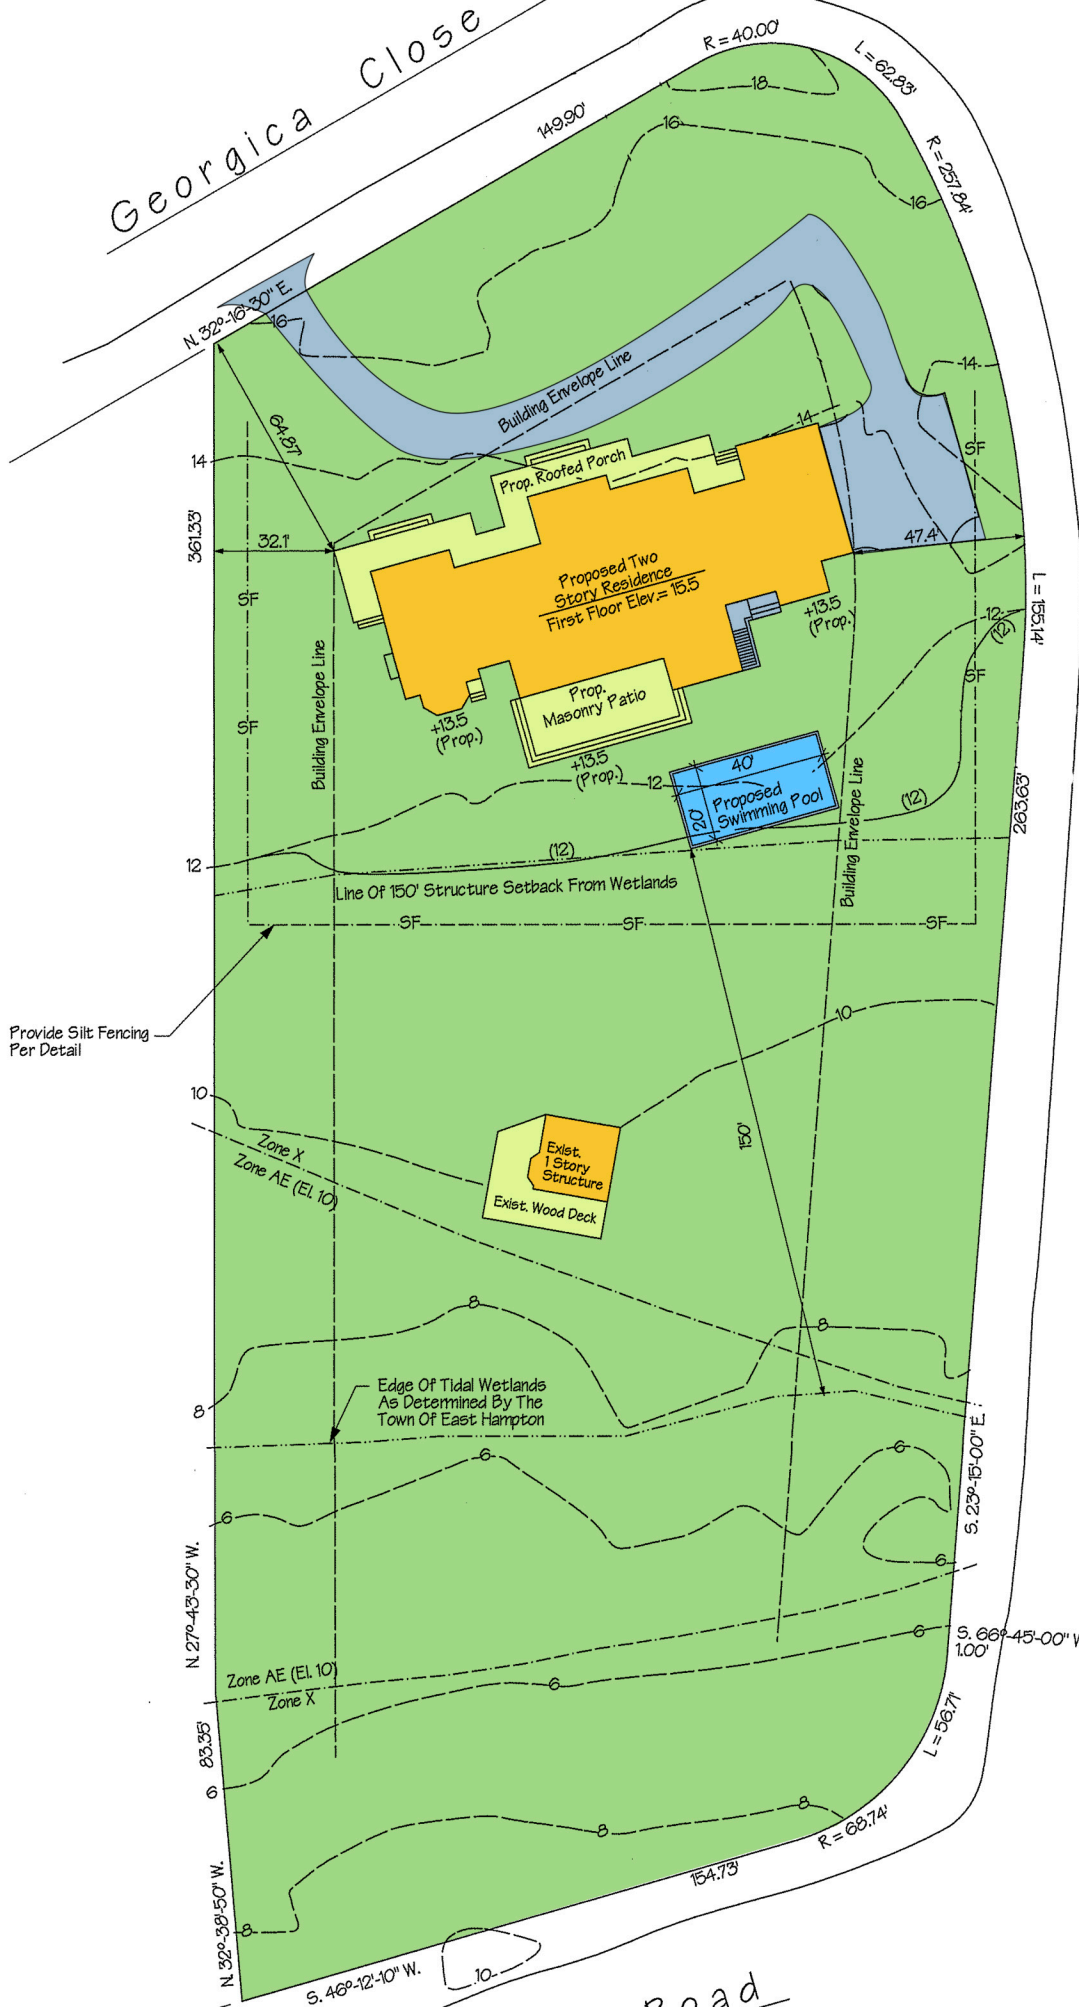 Georgica Close
R = 40.00'
L = 62.83'
149.90'
18
16
R = 257.84'
16
N. 32º-16'-30" E.
16
Building Envelope Line
14
14
64.87'
14
SF
Prop. Roofed Porch
361.33'
32.1'
47.4'
Proposed Two
Story Residence
First Floor Elev.= 15.5
SF
+13.5
(Prop.)
12
(12)
L = 155.14'
Building Envelope Line
SF
Prop.
Masonry Patio
SF
+13.5
(Prop.)
+13.5
(Prop.)
12
40'
20'
Proposed
Swimming Pool
Building Envelope Line
(12)
263.63'
12
(12)
Line Of 150' Structure Setback From Wetlands
SF
SF
SF
Provide Silt Fencing
Per Detail
10
10
150'
Zone X
Zone AE (El. 10)
Exist.
1 Story
Structure
Exist. Wood Deck
8
8
8
Edge Of Tidal Wetlands
As Determined By The
Town Of East Hampton
6
6
6
S. 23º-15'-00" E.
N. 27º-43'-30" W.
6
6
S. 66º-45'-00" W
1.00'
Zone AE (El. 10)
Zone X
6
83.35'
L = 56.71'
6
8
8
R = 68.74'
154.73'
N. 32º-38'-50" W.
8
S. 46º-12'-10" W.
10
Road